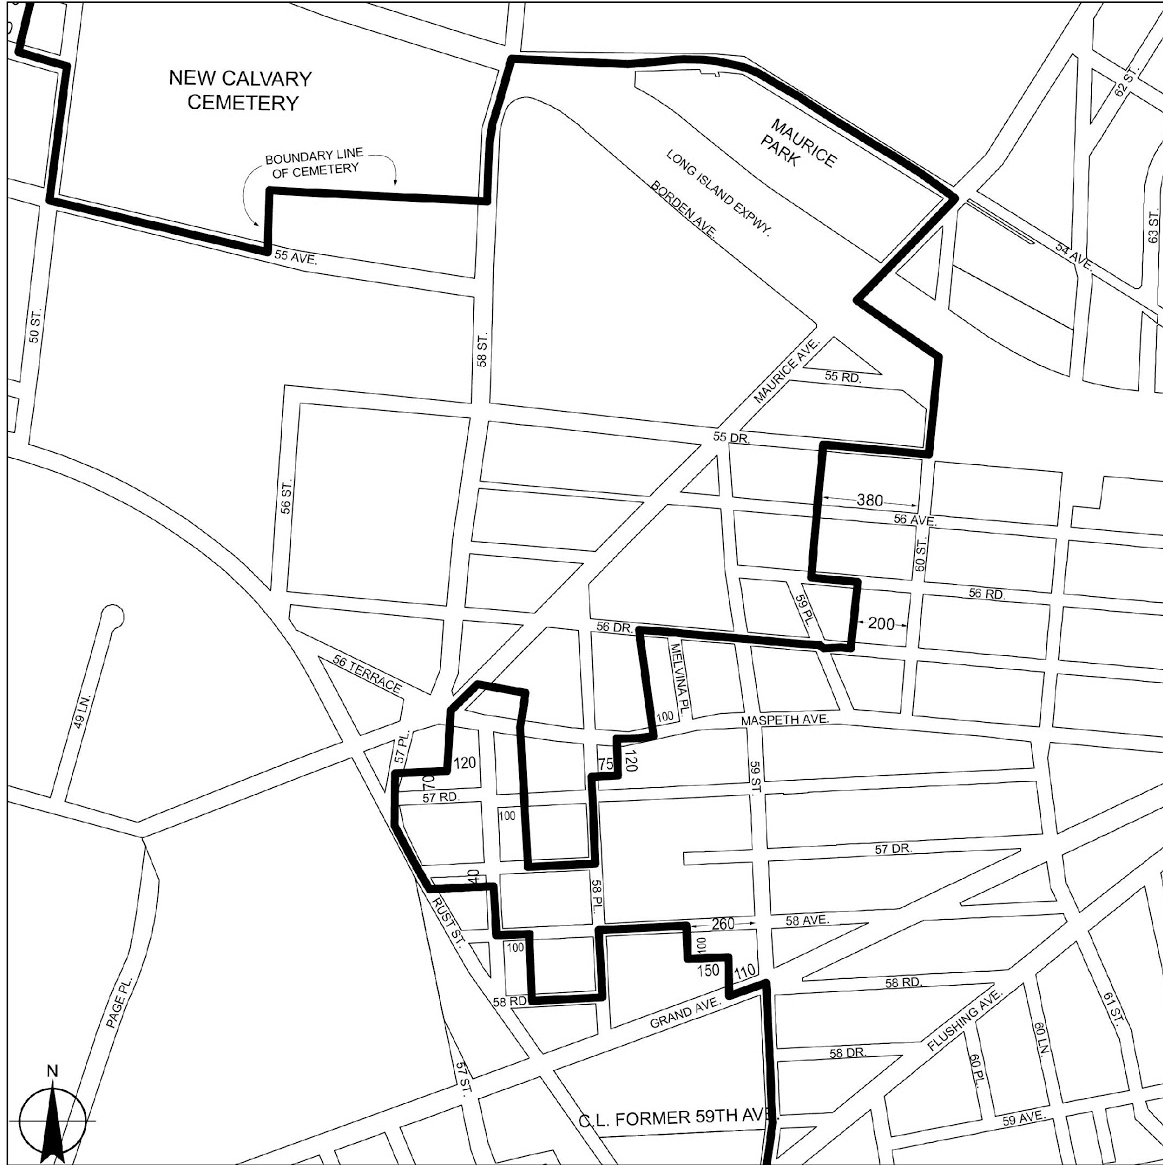 NEW CALVARY
CEMETERY
62 ST.
MAURICE
PARK
BOUNDARY LINE
OF CEMETERY
LONG ISLAND EXPWY.
BORDEN AVE.
63 ST.
54 AVE.
55 AVE.
50 ST.
58 ST.
MAURICE AVE.
55 RD.
55 DR.
56 ST.
380
56 AVE.
60 ST.
56 RD.
59 PL.
200
56 DR.
MELVINA PL.
56 TERRACE
49 LN.
100
MASPETH AVE.
57 PL.
120
75
120
59 ST.
70
57 RD.
100
57 DR.
40
58 PL.
RUST ST.
260
58 AVE.
100
100
150
110
58 RD.
58 RD
GRAND AVE.
PAGE PL.
FLUSHING AVE.
61 ST.
60 LN.
58 DR.
60 PL.
57 ST.
N
C.L. FORMER 59TH AVE.
59 AVE.